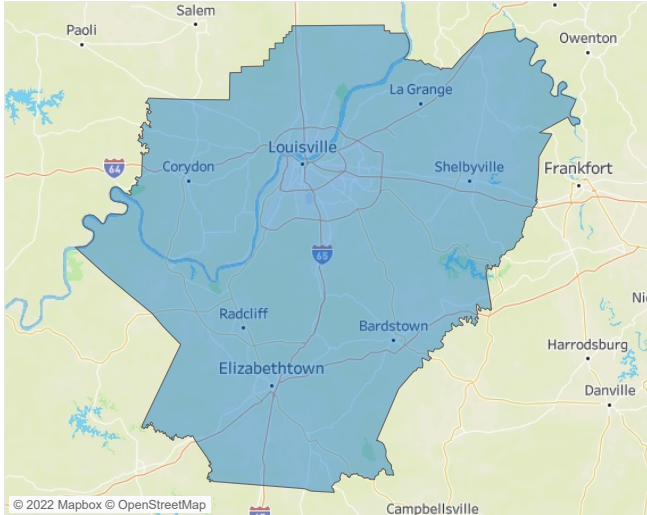 Salem
Paoli
Owenton
La Grange
Louisville
64
Corydon
Shelbyville
Frankfort
65
Radcliff
Bardstown
Harrodsburg
Elizabethtown
Danville
© 2022 Mapbox © OpenStreetMap
Campbellsville